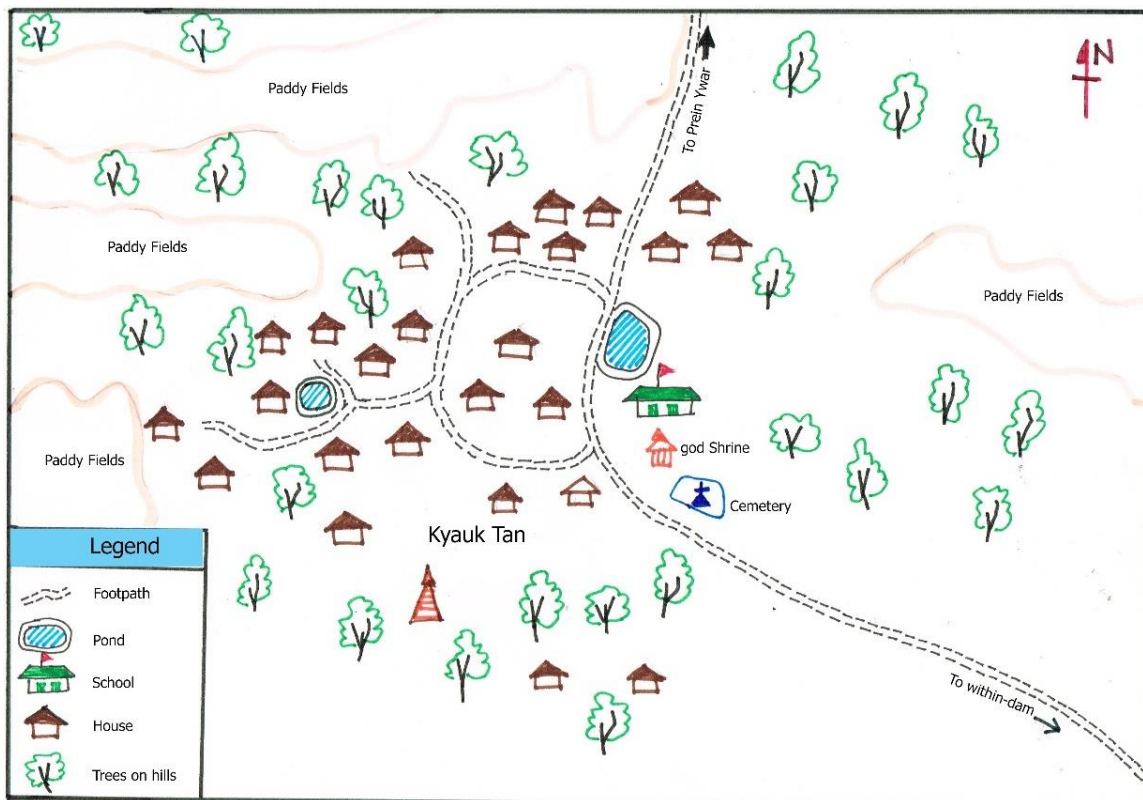 Paddy Fields
N
To Prein Ywar
Paddy Fields
Paddy Fields
Paddy Fields
god Shrine
Cemetery
Kyauk Tan
To within-dam
Legend
Footpath
Pond
School
House
Trees on hills